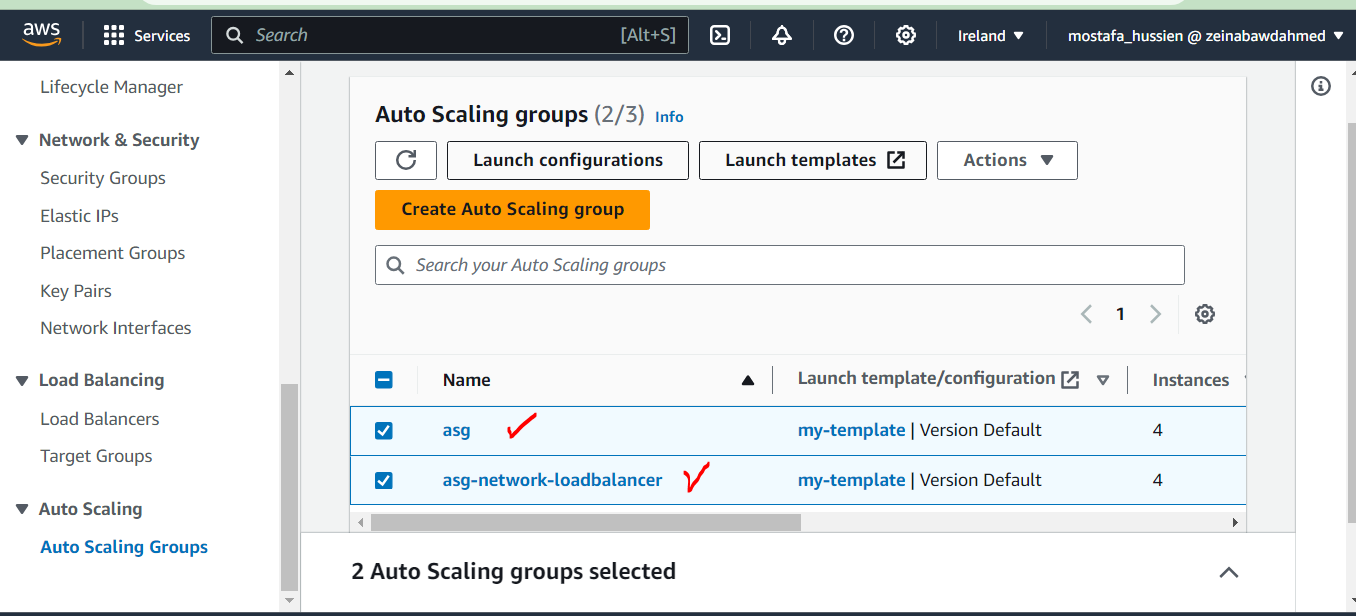 aws Services Search [Alt+S] Ireland mostafa_hussien @ zeinabawdahmed
Lifecycle Manager
Network & Security
Security Groups
Elastic IPs
Placement Groups
Key Pairs
Network Interfaces
Load Balancing
Load Balancers
Target Groups
Auto Scaling
Auto Scaling Groups
Auto Scaling groups (2/3) Info
Launch configurations Launch templates Actions
Create Auto Scaling group
Search your Auto Scaling groups
1
Name Launch template/configuration Instances
asg my-template | Version Default 4
asg-network-loadbalancer my-template | Version Default 4
2 Auto Scaling groups selected